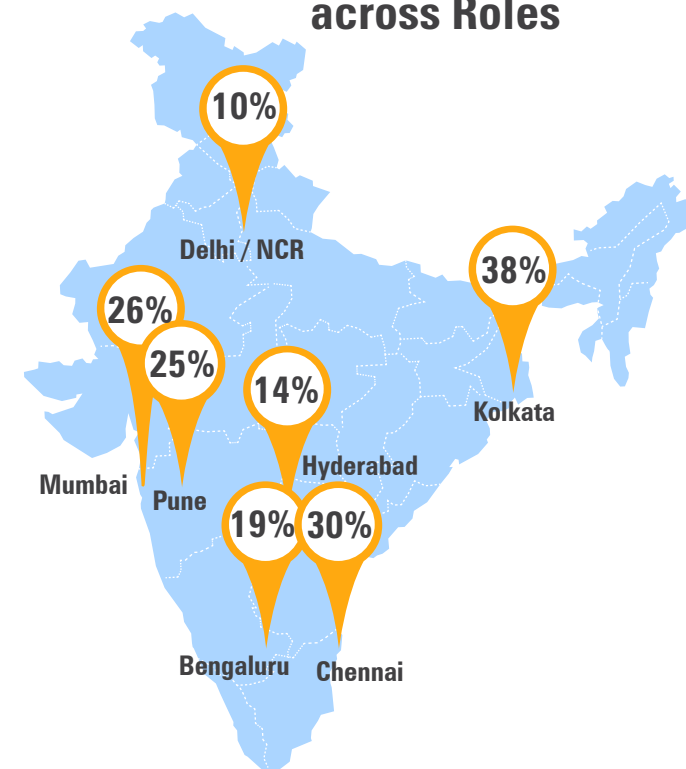 across Roles
10%
Delhi / NCR
38%
Kolkata
26%
Mumbai
25%
Pune
14%
Hyderabad
19%
Bengaluru
30%
Chennai